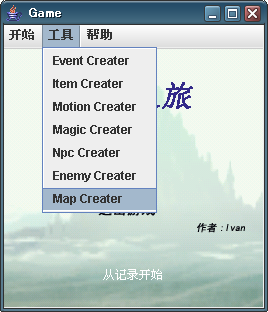 Game
开始 工具 帮助
Event Creater
Item Creater
Motion Creater
Magic Creater
Npc Creater
Enemy Creater
Map Creater
旅
作者：Ivan
从记录开始